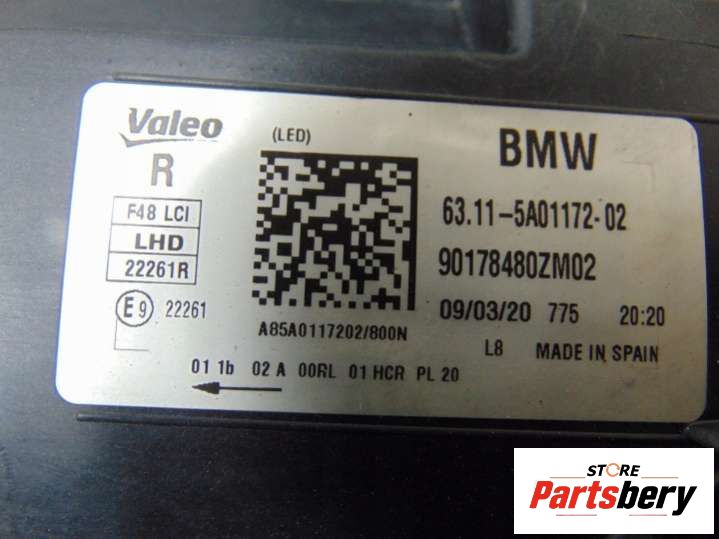 Valeo
R
(LED)
BMW
F48 LCI
LHD
22261R
63.11-5A01172-02
90178480ZM02
E9 22261
A85A0117202/800N
09/03/20 775 20:20
L8 MADE IN SPAIN
01 1b 02 A 00RL 01 HCR PL 20
STORE
Partsbery